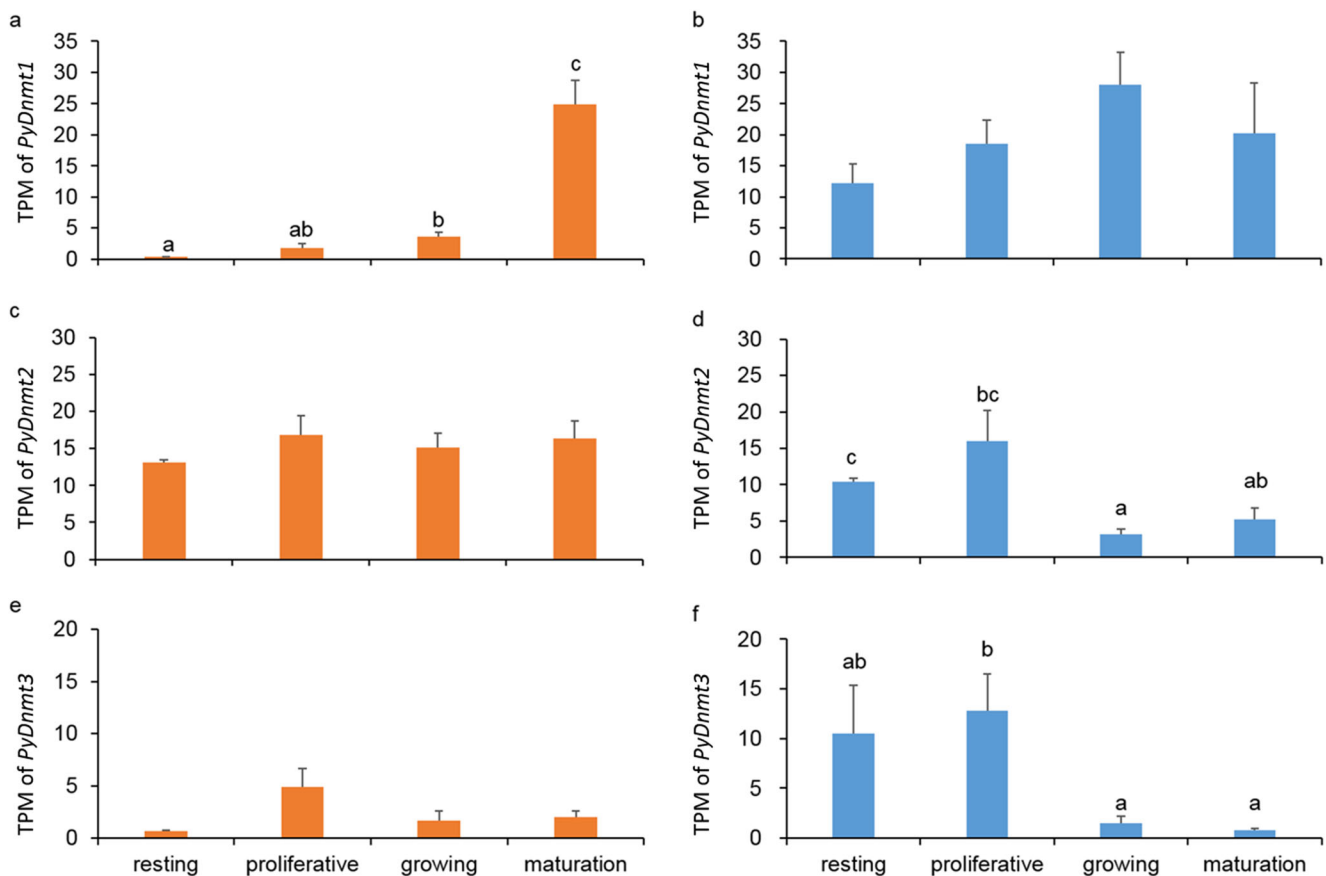 a
35
30
25
20
15
10
5
0
TPM of PyDnmt1
a
ab
b
c
b
35
30
25
20
15
10
5
0
TPM of PyDnmt1
c
30
25
20
15
10
5
0
TPM of PyDnmt2
d
30
25
20
15
10
5
0
TPM of PyDnmt2
c
bc
a
ab
e
20
15
10
5
0
TPM of PyDnmt3
resting proliferative growing maturation
f
20
15
10
5
0
TPM of PyDnmt3
ab
b
a
a
resting proliferative growing maturation